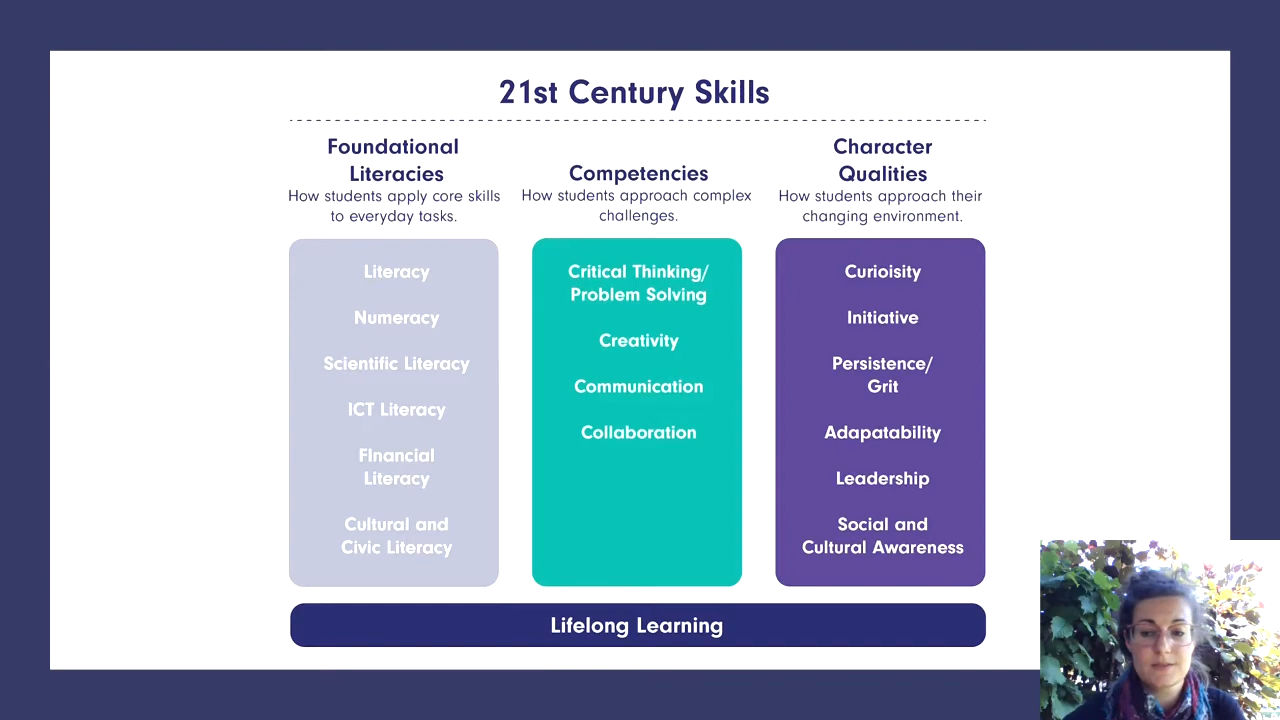 21st Century Skills
Foundational
Literacies
How students apply core skills
to everyday tasks.
Literacy
Numeracy
Scientific Literacy
ICT Literacy
FInancial
Literacy
Cultural and
Civic Literacy
Competencies
How students approach complex
challenges.
Critical Thinking/
Problem Solving
Creativity
Communication
Collaboration
Character
Qualities
How students approach their
changing environment.
Curioisity
Initiative
Persistence/
Grit
Adapatability
Leadership
Social and
Cultural Awareness
Lifelong Learning